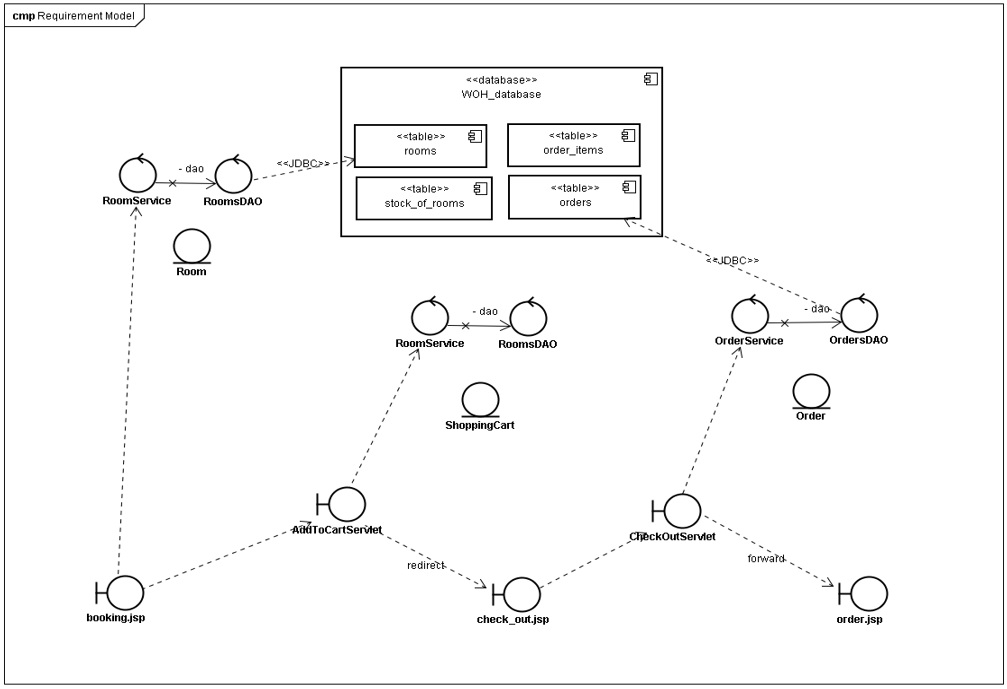 cmp Requirement Model
<<database>>
WOH_database
<<table>>
rooms
<<table>>
order_items
<<table>>
stock_of_rooms
<<table>>
orders
- dao
<<JDBC>>
RoomService
RoomsDAO
Room
<<JDBC>>
- dao
RoomService
RoomsDAO
- dao
OrderService
OrdersDAO
ShoppingCart
Order
AddToCartServlet
CheckOutServlet
redirect
forward
booking.jsp
check_out.jsp
order.jsp